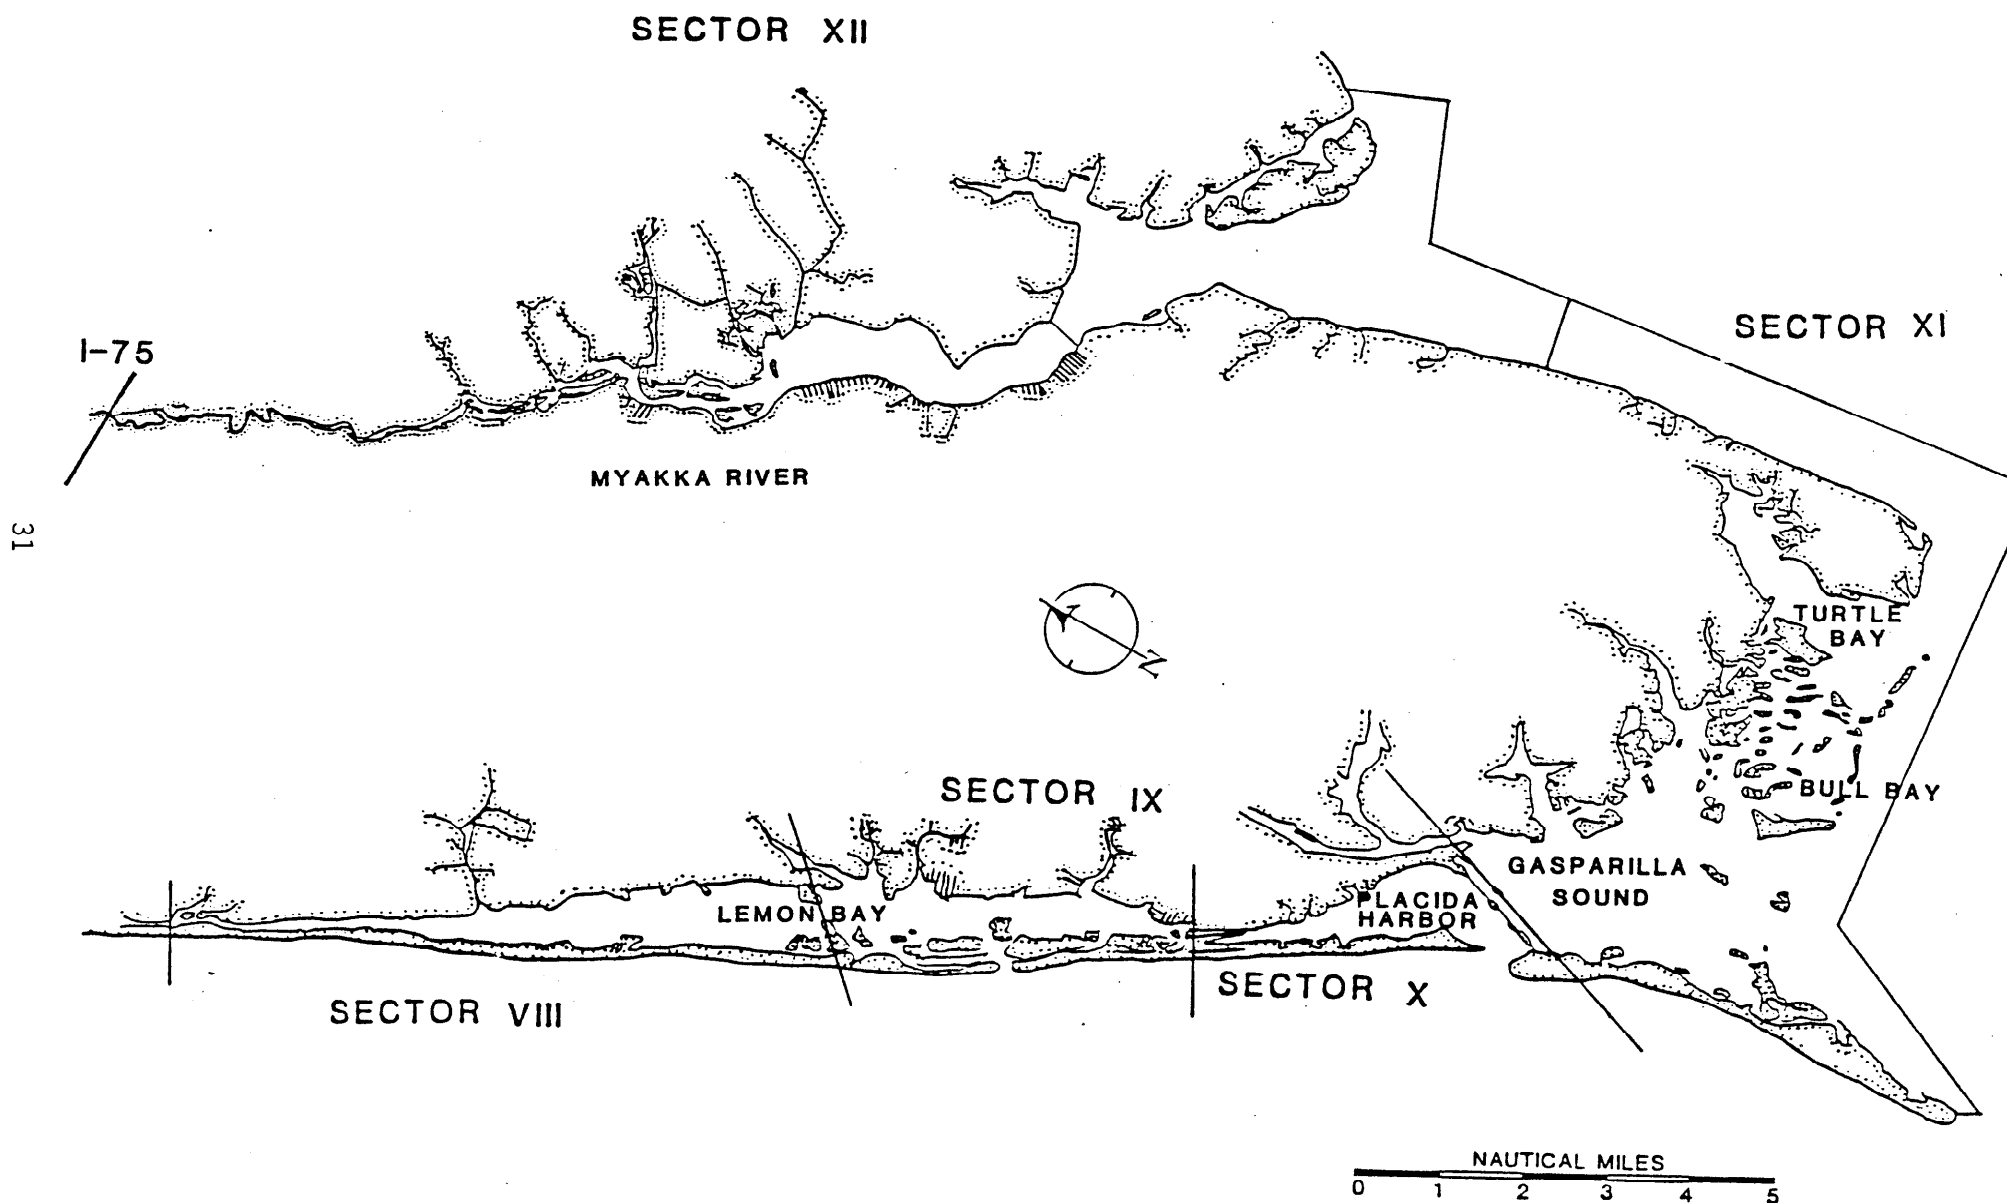 SECTOR XII
SECTOR XI
I-75
MYAKKA RIVER
31
TURTLE
BAY
N
SECTOR IX
BULL BAY
GASPARILLA
SOUND
PLACIDA
HARBOR
LEMON BAY
SECTOR X
SECTOR VIII
NAUTICAL MILES
0 1 2 3 4 5